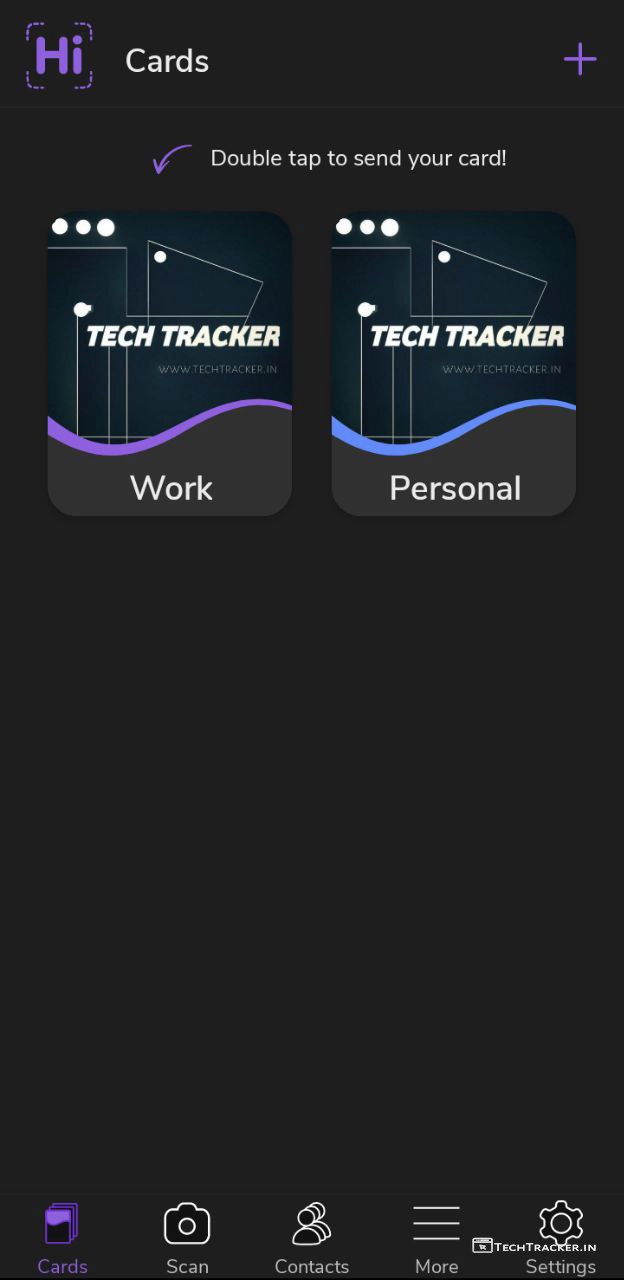 Hi
Cards
Double tap to send your card!
TECH TRACKER
WWW.TECHTRACKER.IN
Work
TECH TRACKER
WWW.TECHTRACKER.IN
Personal
TECHTRACKER.IN
Cards
Scan
Contacts
More
Settings